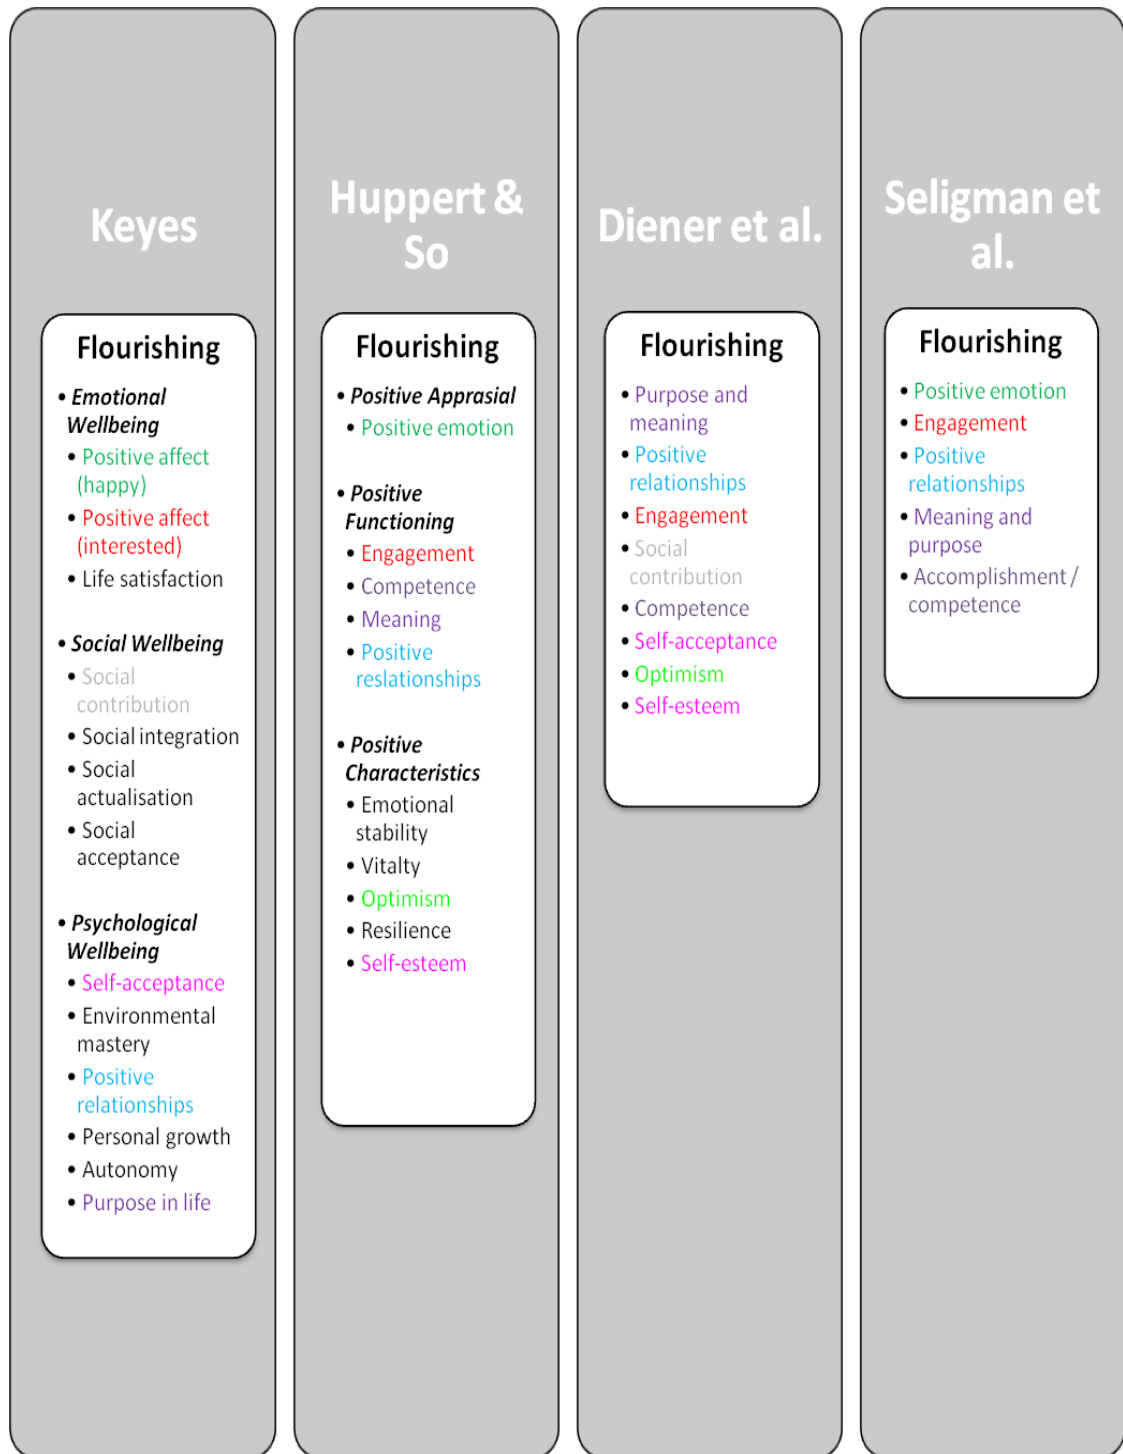 Keyes
Flourishing
• Emotional
Wellbeing
• Positive affect
(happy)
• Positive affect
(interested)
• Life satisfaction
• Social Wellbeing
• Social
contribution
• Social integration
• Social
actualisation
• Social
acceptance
• Psychological
Wellbeing
• Self-acceptance
• Environmental
mastery
• Positive
relationships
• Personal growth
• Autonomy
• Purpose in life
Huppert &
So
Flourishing
• Positive Apprasial
• Positive emotion
• Positive
Functioning
• Engagement
• Competence
• Meaning
• Positive
reslationships
• Positive
Characteristics
• Emotional
stability
• Vitalty
• Optimism
• Resilience
• Self-esteem
Diener et al.
Flourishing
• Purpose and
meaning
• Positive
relationships
• Engagement
• Social
contribution
• Competence
• Self-acceptance
• Optimism
• Self-esteem
Seligman et
al.
Flourishing
• Positive emotion
• Engagement
• Positive
relationships
• Meaning and
purpose
• Accomplishment /
competence